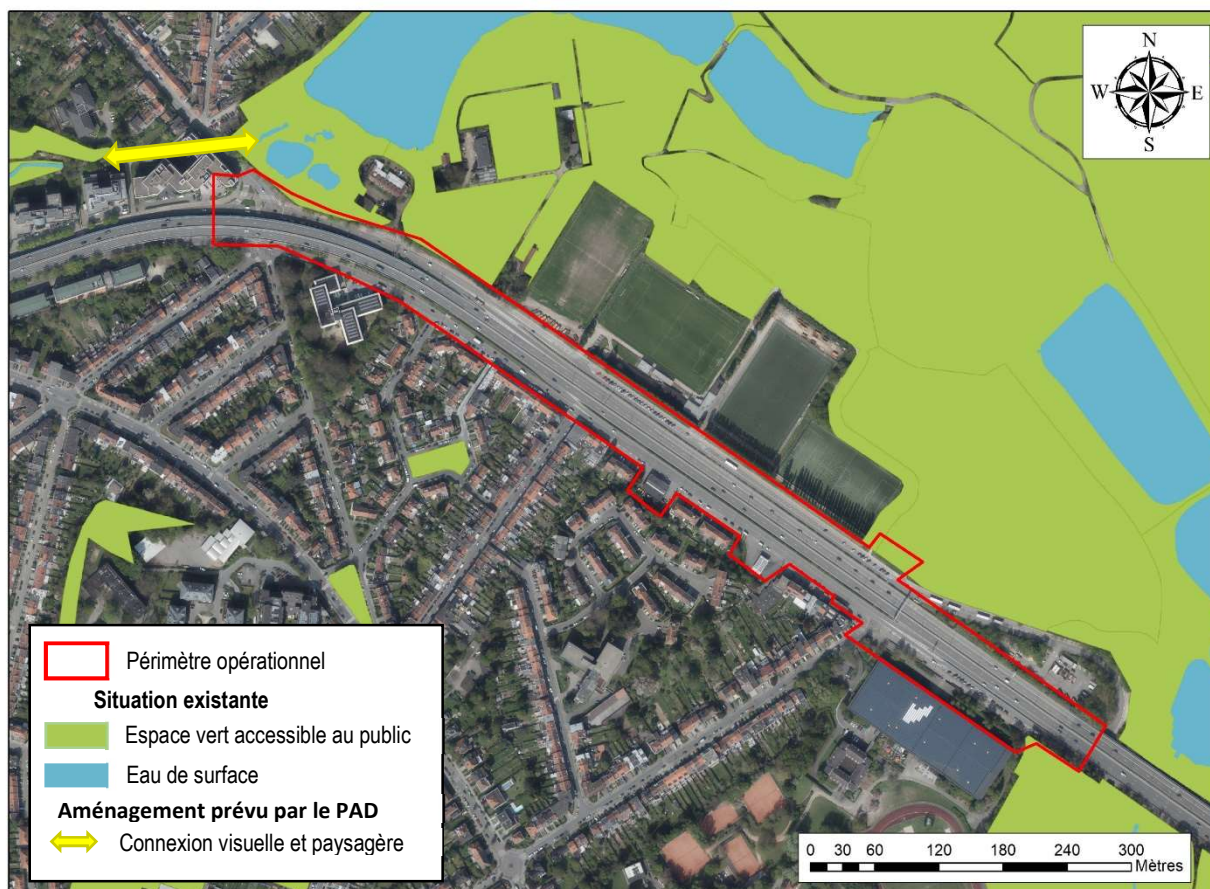 N
W E
S
Périmètre opérationnel
Situation existante
Espace vert accessible au public
Eau de surface
Aménagement prévu par le PAD
Connexion visuelle et paysagère
0 30 60 120 180 240 300
Mètres